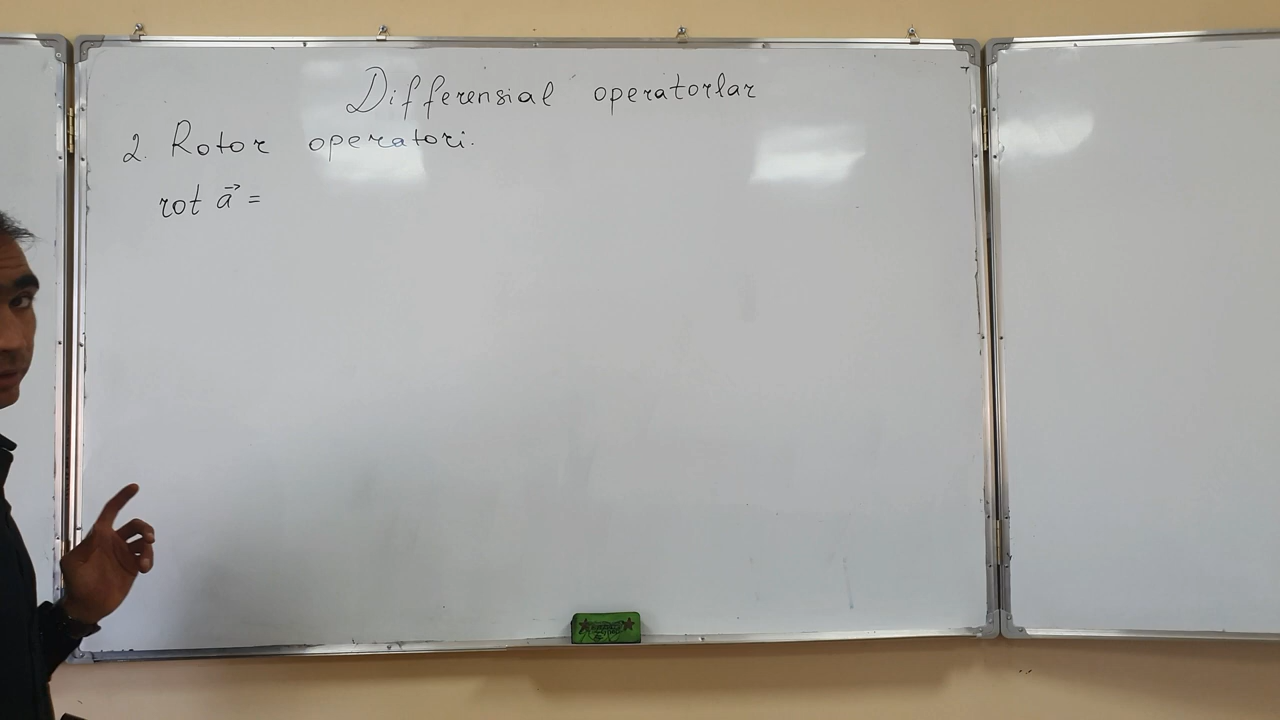 Differensial operatorlar
2. Rotor operatori.
rot a⃗ =